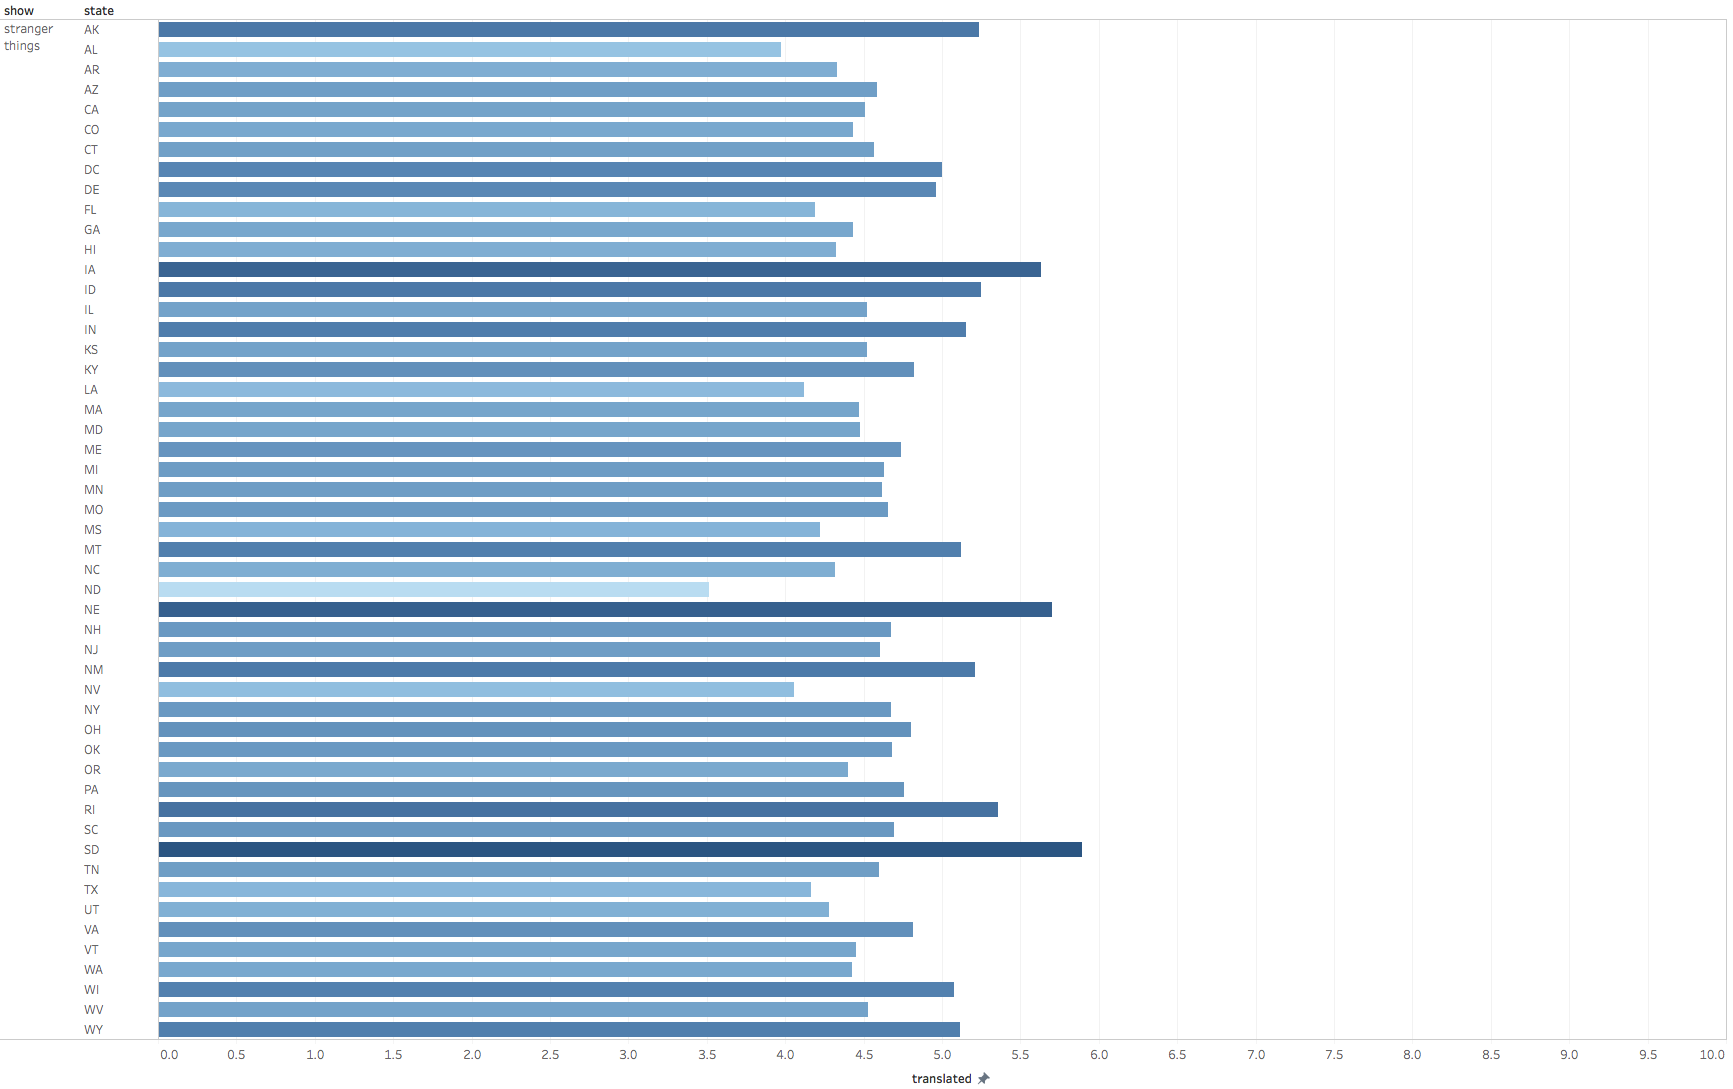 show state
stranger things
AK
AL
AR
AZ
CA
CO
CT
DC
DE
FL
GA
HI
IA
ID
IL
IN
KS
KY
LA
MA
MD
ME
MI
MN
MO
MS
MT
NC
ND
NE
NH
NJ
NM
NV
NY
OH
OK
OR
PA
RI
SC
SD
TN
TX
UT
VA
VT
WA
WI
WV
WY
0.0 0.5 1.0 1.5 2.0 2.5 3.0 3.5 4.0 4.5 5.0 5.5 6.0 6.5 7.0 7.5 8.0 8.5 9.0 9.5 10.0
translated